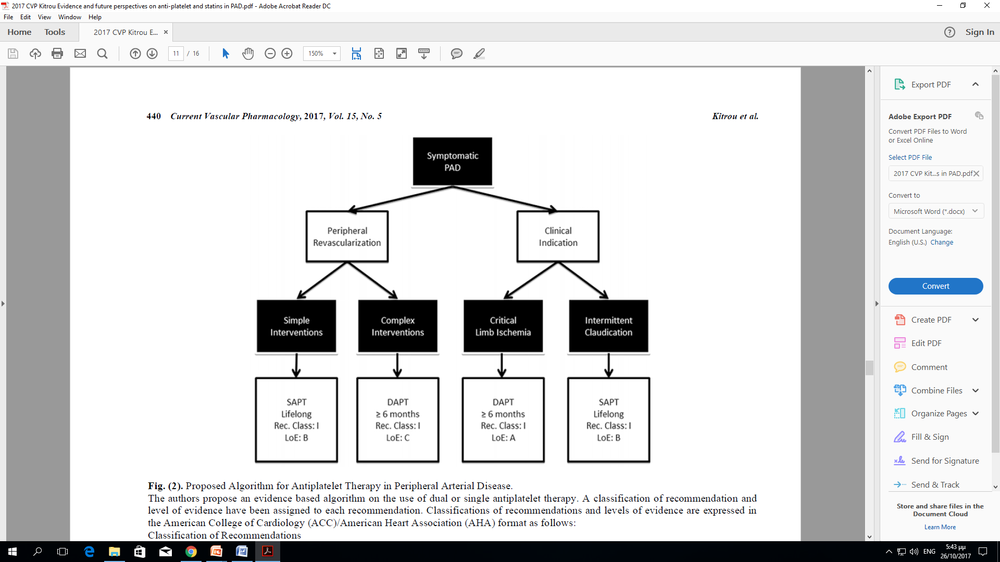 2017 CVP Kitrou Evidence and future perspectives on anti-platelet and statins in PAD.pdf - Adobe Acrobat Reader DC
File Edit View Window Help
Home Tools 2017 CVP Kitrou E... × Sign In
11 / 16 150%
440 Current Vascular Pharmacology, 2017, Vol. 15, No. 5 Kitrou et al.
Symptomatic
PAD
Peripheral
Revascularization
Clinical
Indication
Simple
Interventions
Complex
Interventions
Critical
Limb Ischemia
Intermittent
Claudication
SAPT
Lifelong
Rec. Class: I
LoE: B
DAPT
≥ 6 months
Rec. Class: I
LoE: C
DAPT
≥ 6 months
Rec. Class: I
LoE: A
SAPT
Lifelong
Rec. Class: I
LoE: B
Fig. (2). Proposed Algorithm for Antiplatelet Therapy in Peripheral Arterial Disease.
The authors propose an evidence based algorithm on the use of dual or single antiplatelet therapy. A classification of recommendation and
level of evidence have been assigned to each recommendation. Classifications of recommendations and levels of evidence are expressed in
the American College of Cardiology (ACC)/American Heart Association (AHA) format as follows:
Classification of Recommendations
Export PDF
Adobe Export PDF
Convert PDF Files to Word
or Excel Online
Select PDF File
2017 CVP Kit...s in PAD.pdf
Convert to
Microsoft Word (*.docx)
Document Language:
English (U.S.) Change
Convert
Create PDF
Edit PDF
Comment
Combine Files
Organize Pages
Fill & Sign
Send for Signature
Send & Track
Store and share files in the
Document Cloud
Learn More
ENG
5:43 μμ
26/10/2017